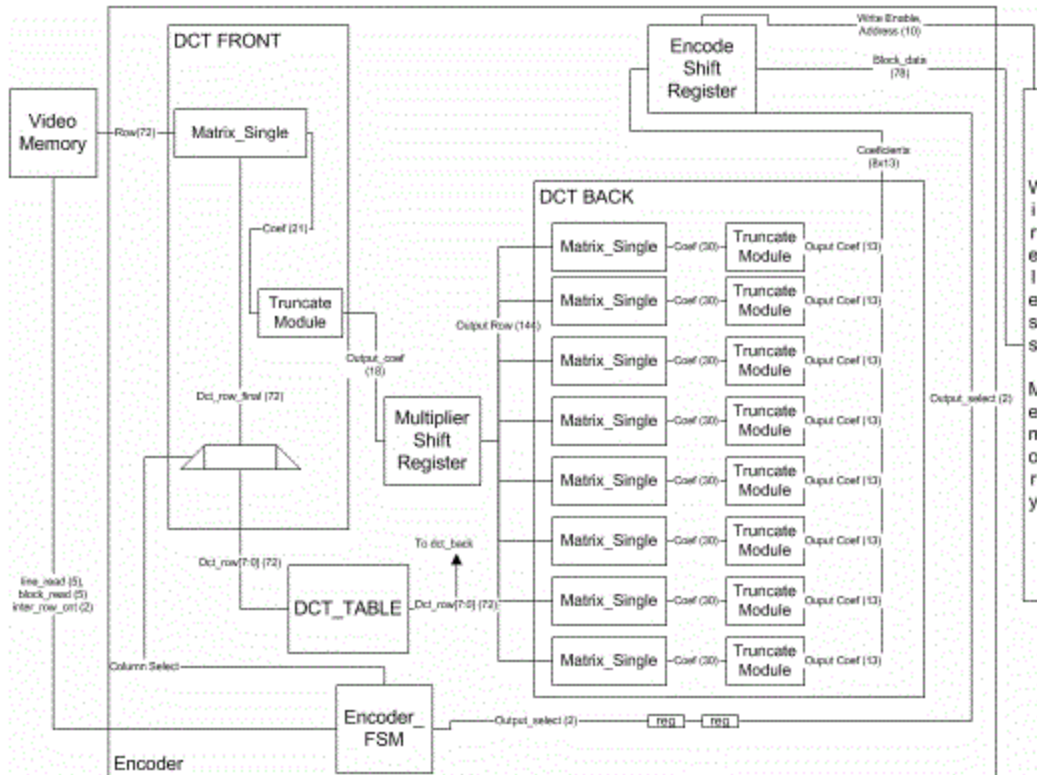 DCT FRONT
Encode
Shift
Register
Write Enable,
Address (10)
Block_data
(78)
Video
Memory
Row(72)
Matrix_Single
Coef (21)
Truncate
Module
Output_coef
(18)
Dct_row_final (72)
Multiplier
Shift
Register
Coeficients
(8x13)
DCT BACK
Matrix_Single
Coef (30)
Truncate
Module
Ouput Coef (13)
Matrix_Single
Coef (30)
Truncate
Module
Ouput Coef (13)
Output Row (144)
Matrix_Single
Coef (30)
Truncate
Module
Ouput Coef (13)
Matrix_Single
Coef (30)
Truncate
Module
Ouput Coef (13)
Matrix_Single
Coef (30)
Truncate
Module
Ouput Coef (13)
Matrix_Single
Coef (30)
Truncate
Module
Ouput Coef (13)
Matrix_Single
Coef (30)
Truncate
Module
Ouput Coef (13)
Matrix_Single
Coef (30)
Truncate
Module
Ouput Coef (13)
Output_select (2)
Wireless
Memory
To dct_back
Dct_row[7:0] (72)
DCT_TABLE
Dct_row[7:0] (72)
line_read (5),
block_read (5)
inter_row_cnt (2)
Column Select
Encoder_
FSM
Output_select (2)
reg
reg
Encoder